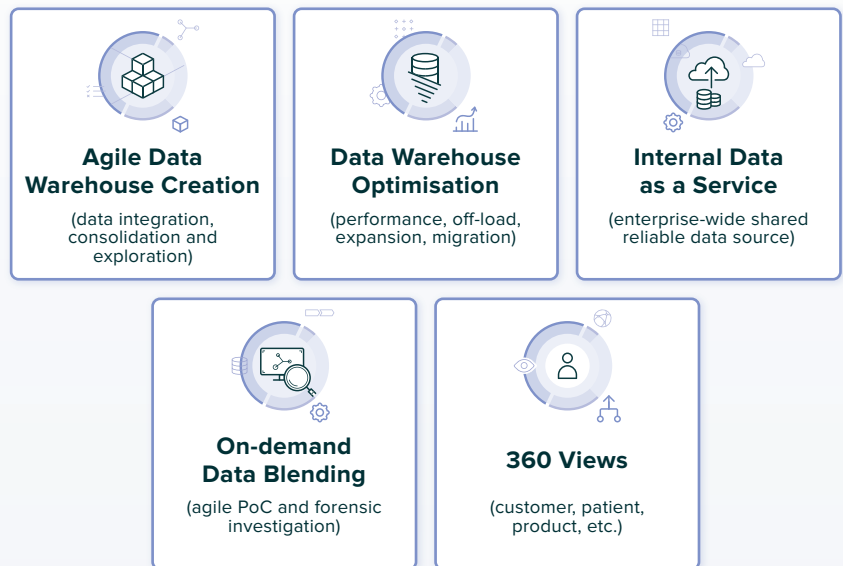 Agile Data
Warehouse Creation
(data integration,
consolidation and
exploration)
Data Warehouse
Optimisation
(performance, off-load,
expansion, migration)
Internal Data
as a Service
(enterprise-wide shared
reliable data source)
On-demand
Data Blending
(agile PoC and forensic
investigation)
360 Views
(customer, patient,
product, etc.)